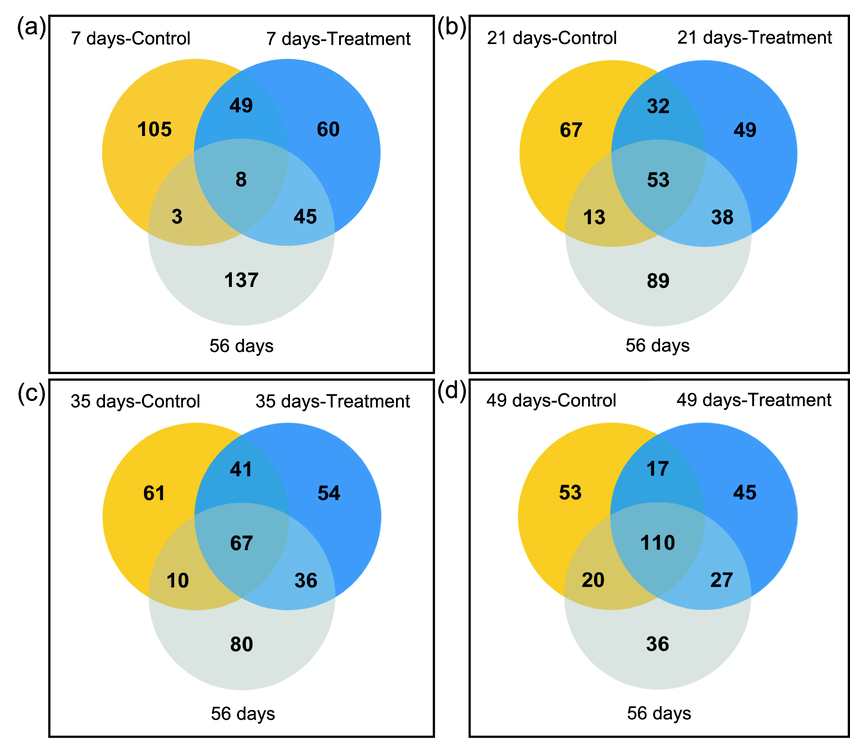 (a)
7 days-Control 7 days-Treatment
49
105 60
8
3 45
137
56 days
(b)
21 days-Control 21 days-Treatment
32
67 49
53
13 38
89
56 days
(c)
35 days-Control 35 days-Treatment
41
61 54
67
10 36
80
56 days
(d)
49 days-Control 49 days-Treatment
17
53 45
110
20 27
36
56 days